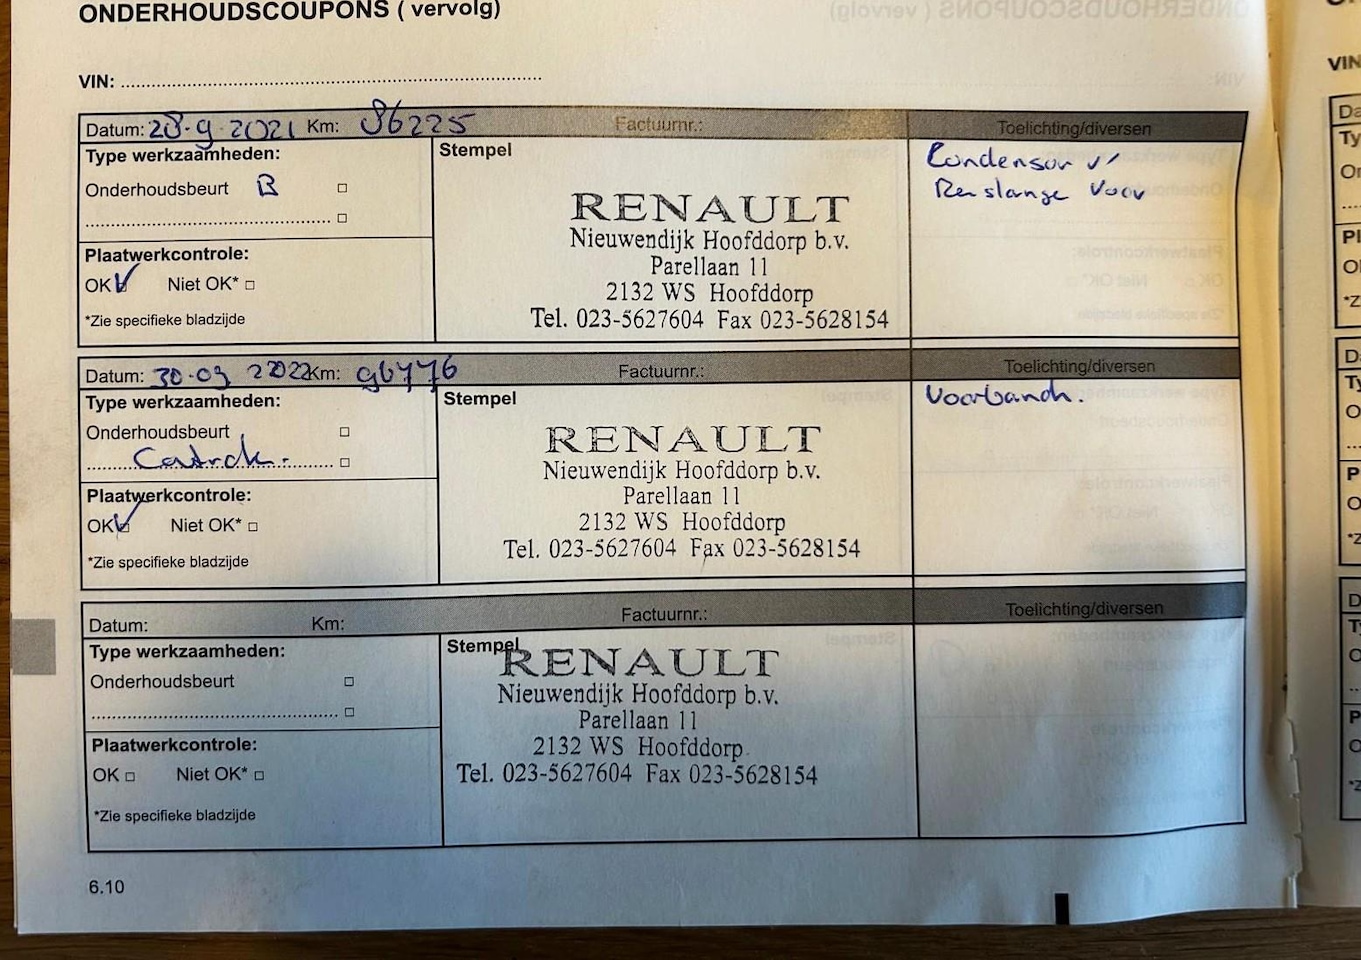 ONDERHOUDSCOUPONS ( vervolg)
VIN:
Datum: 28-9-2021 Km: 86225 Factuurnr.: Toelichting/diversen
Type werkzaamheden:
Onderhoudsbeurt B
Plaatwerkcontrole:
OK Niet OK*
*Zie specifieke bladzijde
Stempel
RENAULT
Nieuwendijk Hoofddorp b.v.
Parellaan 11
2132 WS Hoofddorp
Tel. 023-5627604 Fax 023-5628154
Condensor
Remslange voor
Datum: 30-09 2022 Km: 96776 Factuurnr.: Toelichting/diversen
Type werkzaamheden:
Onderhoudsbeurt
Plaatwerkcontrole:
OK Niet OK*
*Zie specifieke bladzijde
Stempel
RENAULT
Nieuwendijk Hoofddorp b.v.
Parellaan 11
2132 WS Hoofddorp
Tel. 023-5627604 Fax 023-5628154
Voorband.
Datum: Km: Factuurnr.: Toelichting/diversen
Type werkzaamheden:
Onderhoudsbeurt
Plaatwerkcontrole:
OK Niet OK*
*Zie specifieke bladzijde
Stempel
RENAULT
Nieuwendijk Hoofddorp b.v.
Parellaan 11
2132 WS Hoofddorp
Tel. 023-5627604 Fax 023-5628154
6.10
VIN